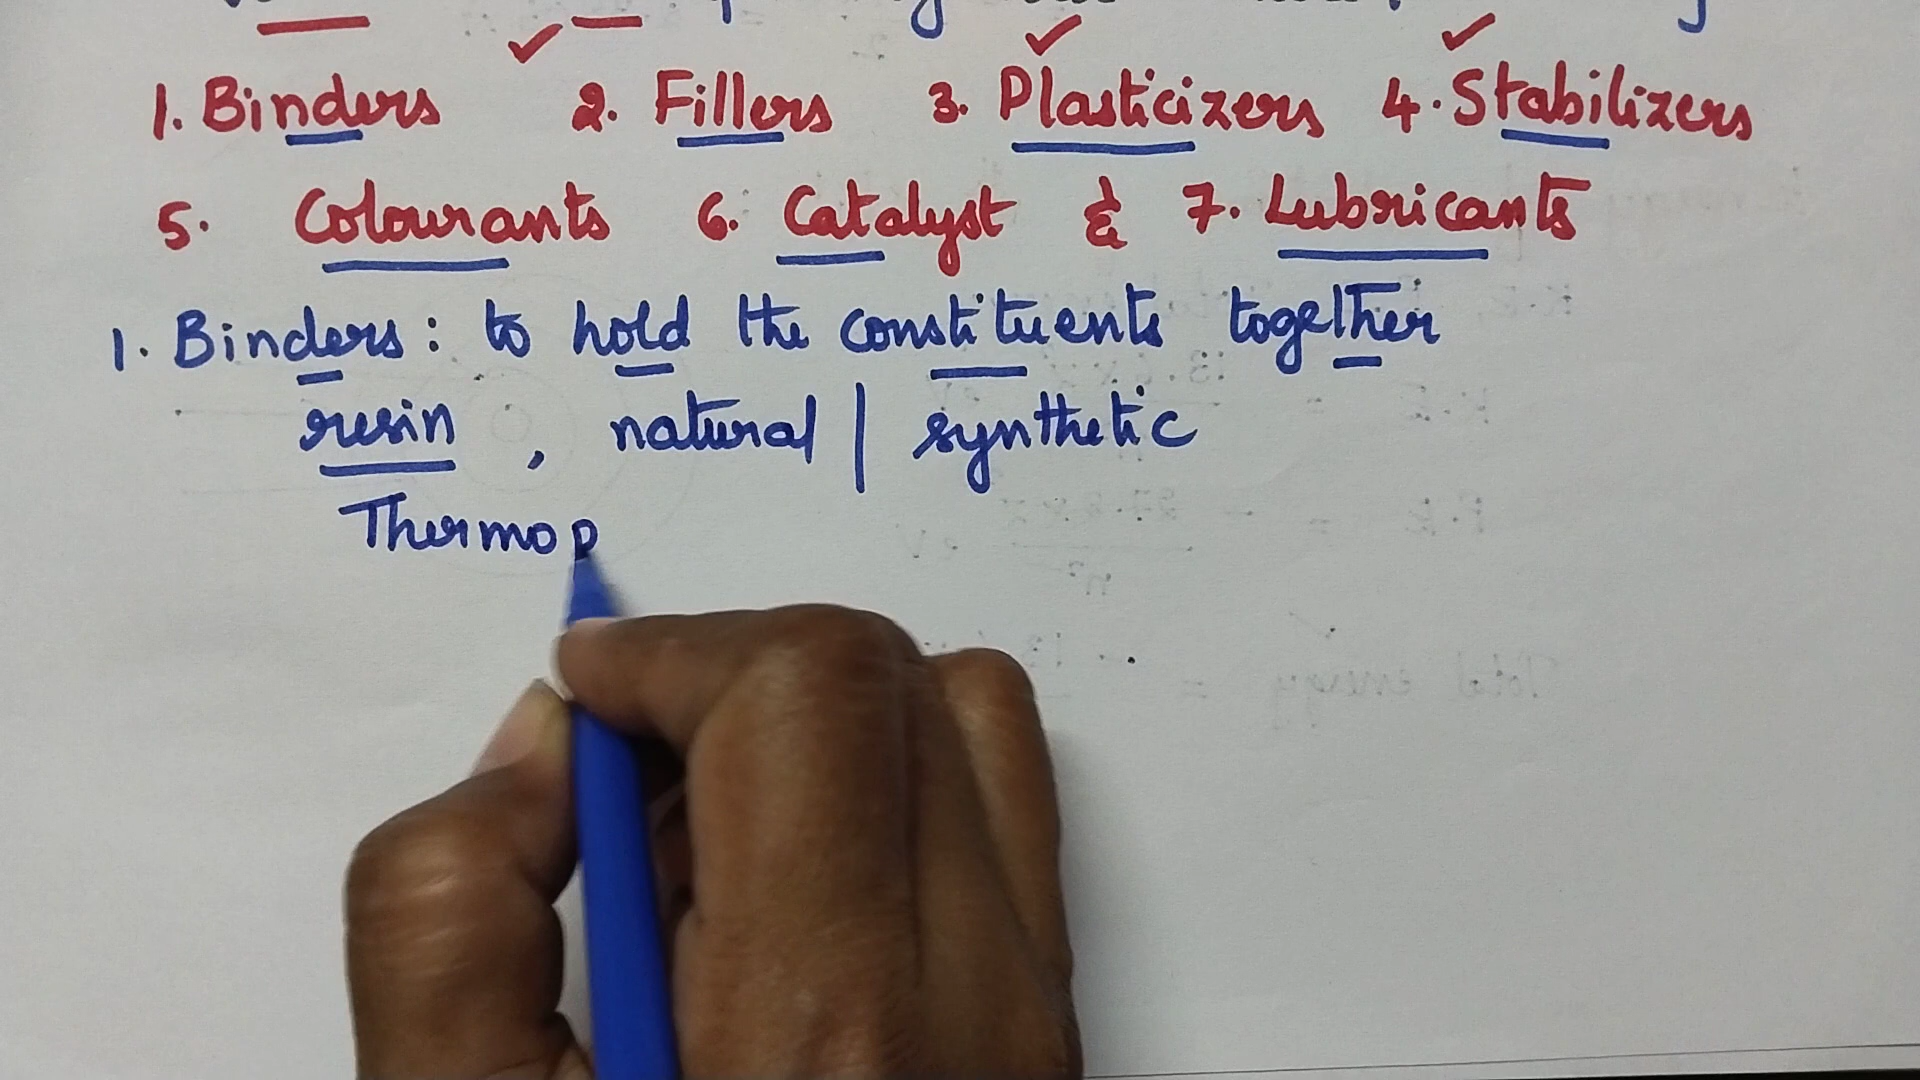 1. Binders 2. Fillers 3. Plasticizers 4. Stabilizers
5. Colourants 6. Catalyst & 7. Lubricants
1. Binders : to hold the constituents together
resin , natural | synthetic
Thermop